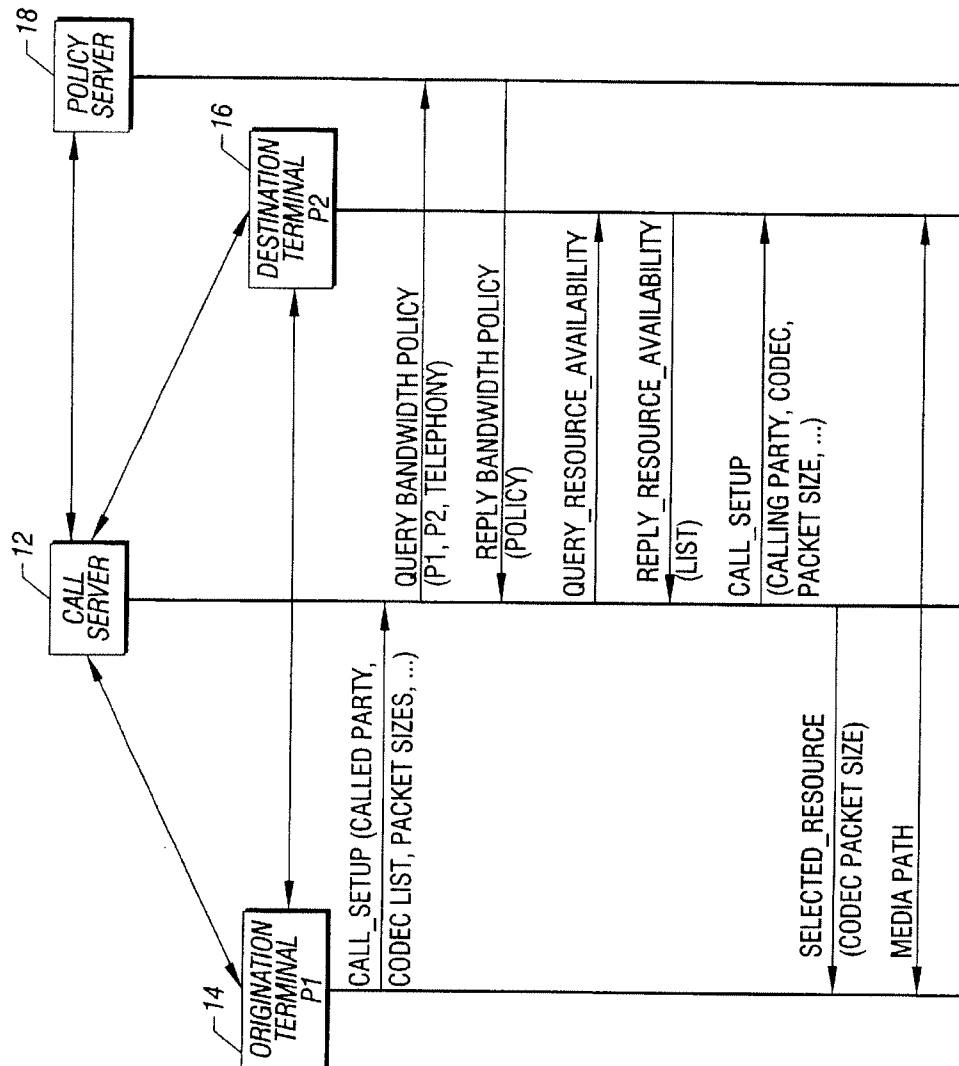 14
ORIGINATION
TERMINAL
P1
12
CALL
SERVER
16
DESTINATION
TERMINAL
P2
18
POLICY
SERVER
CALL_SETUP (CALLED PARTY,
CODEC LIST, PACKET SIZES, ...)
QUERY BANDWIDTH POLICY
(P1, P2, TELEPHONY)
REPLY BANDWIDTH POLICY
(POLICY)
QUERY_RESOURCE_AVAILABILITY
REPLY_RESOURCE_AVAILABILITY
(LIST)
CALL_SETUP
(CALLING PARTY, CODEC,
PACKET SIZE, ...)
SELECTED_RESOURCE
(CODEC PACKET SIZE)
MEDIA PATH